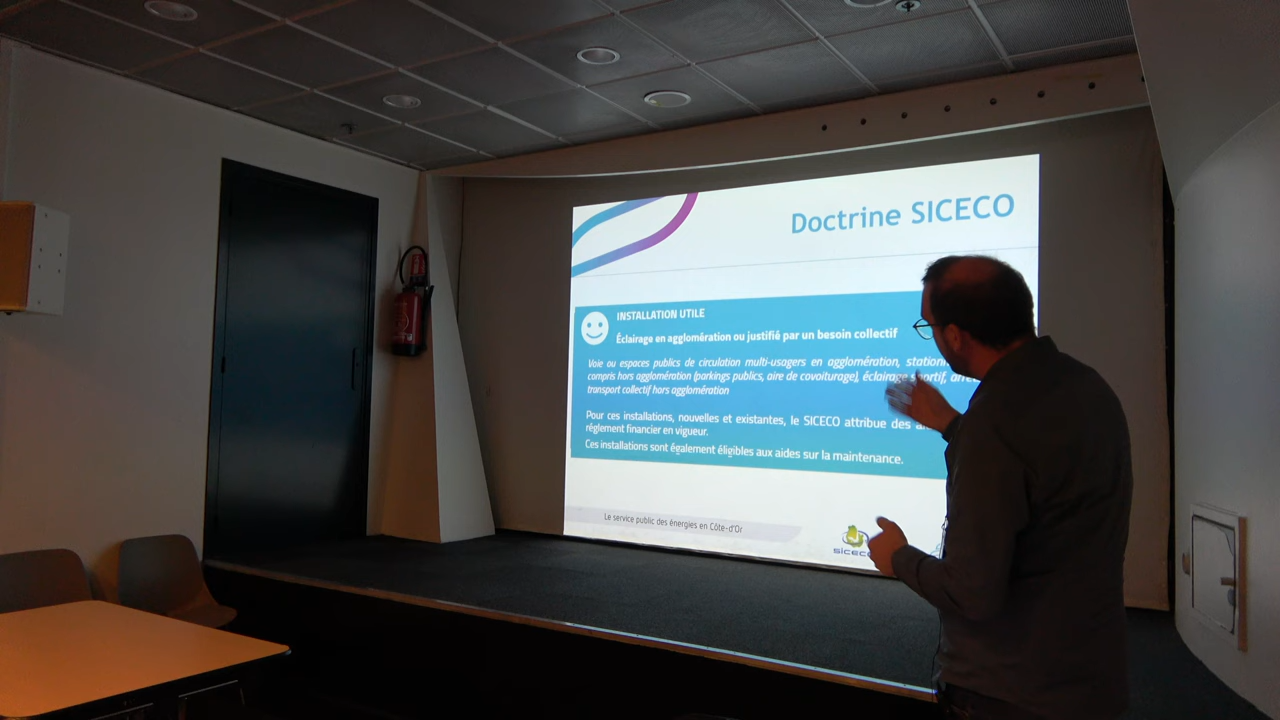 Doctrine SICECO
INSTALLATION UTILE
Éclairage en agglomération ou justifié par un besoin collectif
Voie ou espaces publics de circulation multi-usagers en agglomération,
compris hors agglomération (parkings publics, aire de covoiturage), éclairage
transport collectif hors agglomération
Pour ces installations, nouvelles et existantes, le SICECO attribue des
règlement financier en vigueur.
Ces installations sont également éligibles aux aides sur la maintenance.
Le service public des énergies en Côte-d'Or
siceco